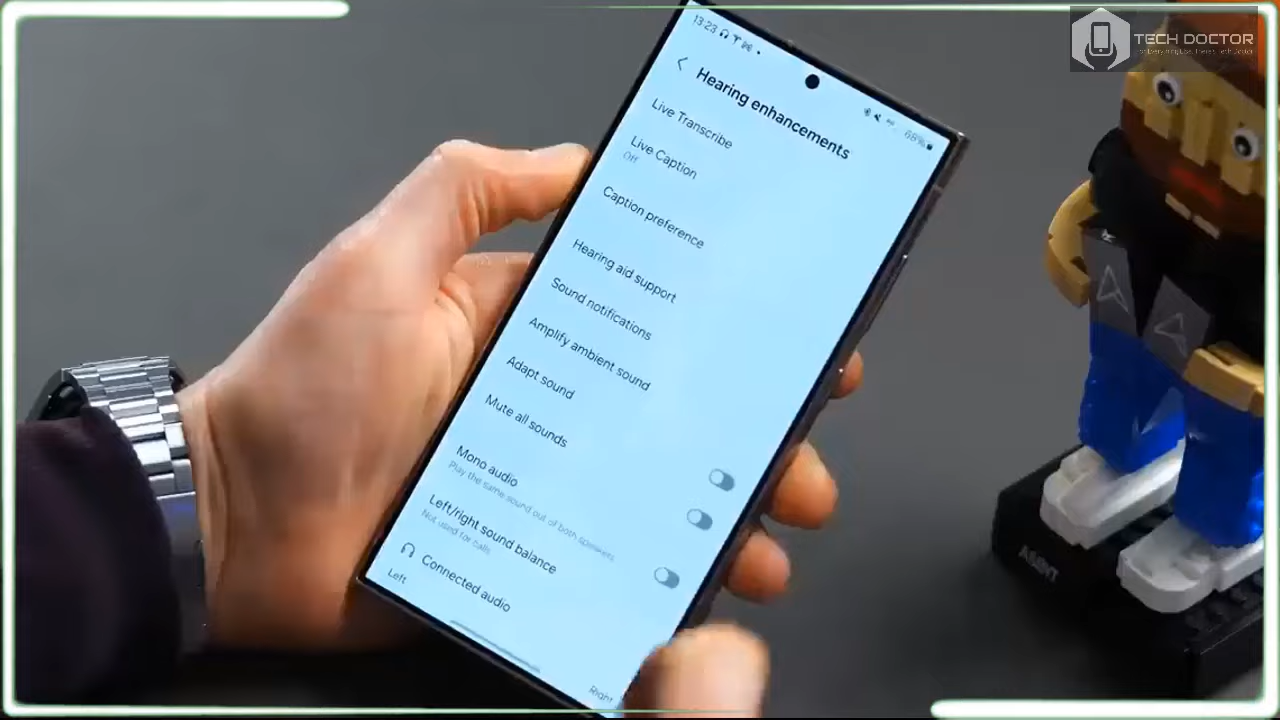 TECH DOCTOR
13:23
68%
Hearing enhancements
Live Transcribe
Live Caption
Off
Caption preference
Hearing aid support
Sound notifications
Amplify ambient sound
Adapt sound
Mute all sounds
Mono audio
Play the same sound out of both speakers
Left/right sound balance
Not used for calls
Connected audio
Left
Right